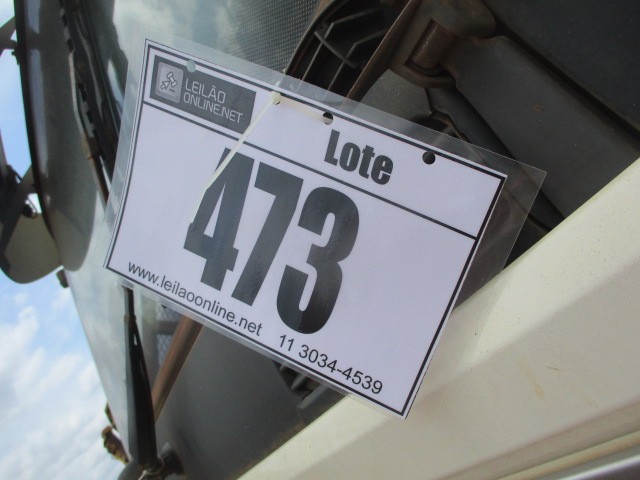 LEILÃO
ONLINE.NET
Lote
473
www.leilaoonline.net
11 3034-4539